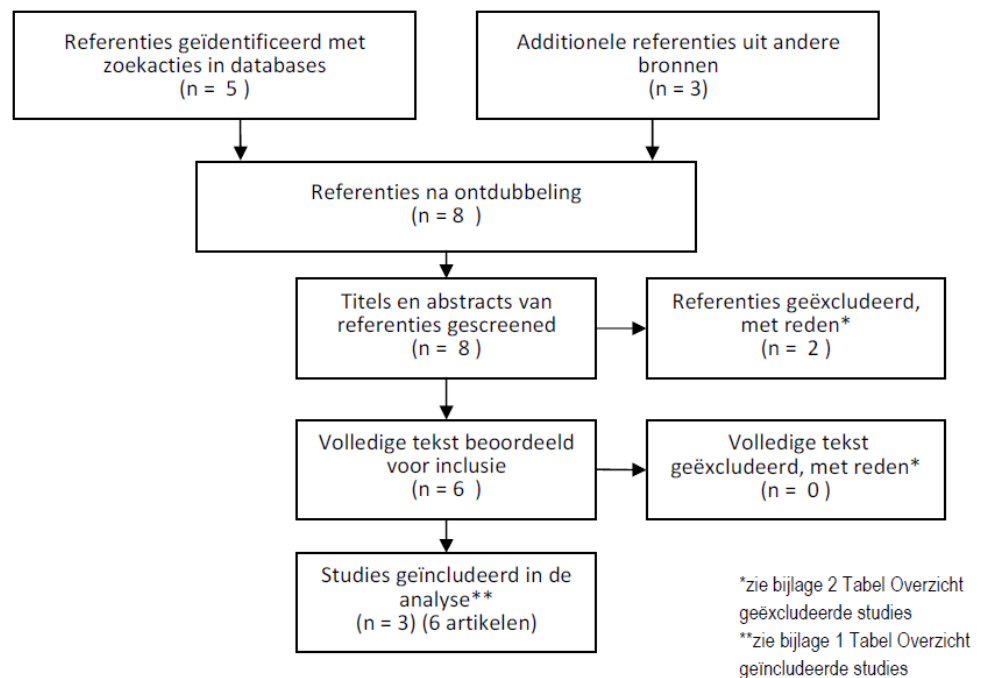 Referenties geïdentificeerd met
zoekacties in databases
(n = 5 )
Additionele referenties uit andere
bronnen
(n = 3)
Referenties na ontdubbeling
(n = 8 )
Titels en abstracts van
referenties gescreened
(n = 8 )
Referenties geëxcludeerd,
met reden*
(n = 2 )
Volledige tekst beoordeeld
voor inclusie
(n = 6 )
Volledige tekst
geëxcludeerd, met reden*
(n = 0 )
Studies geïncludeerd in de
analyse**
(n = 3) (6 artikelen)
*zie bijlage 2 Tabel Overzicht
geëxcludeerde studies
**zie bijlage 1 Tabel Overzicht
geïncludeerde studies